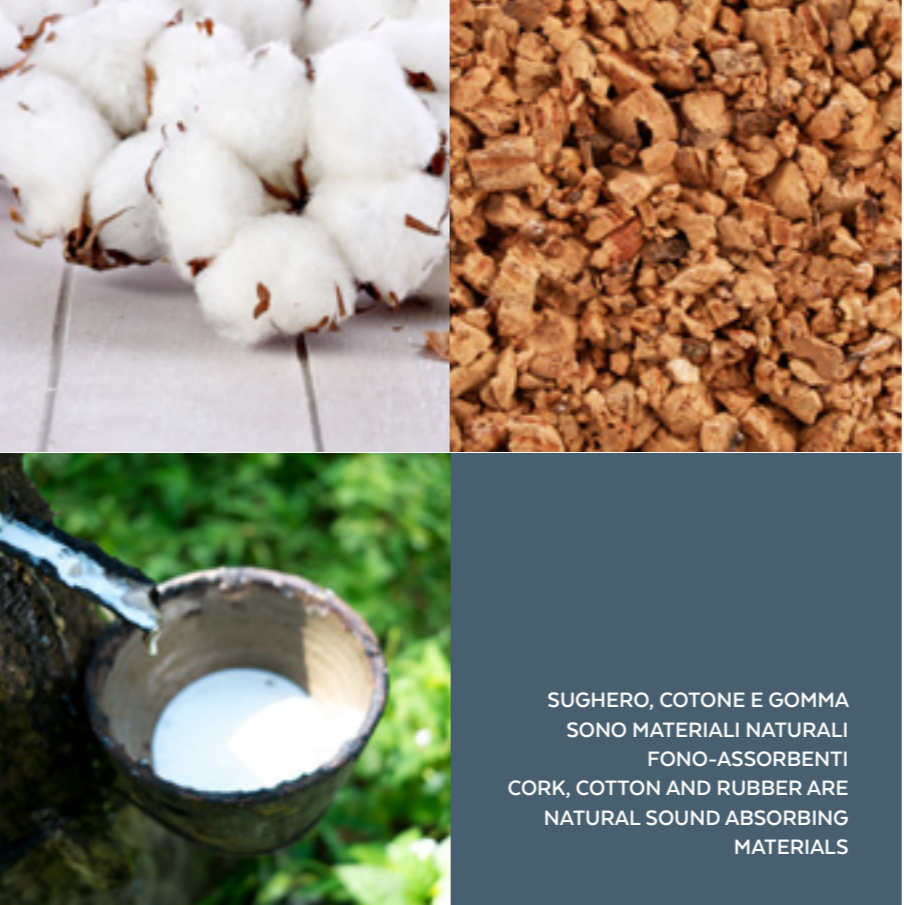 SUGHERO, COTONE E GOMMA
SONO MATERIALI NATURALI
FONO-ASSORBENTI
CORK, COTTON AND RUBBER ARE
NATURAL SOUND ABSORBING
MATERIALS